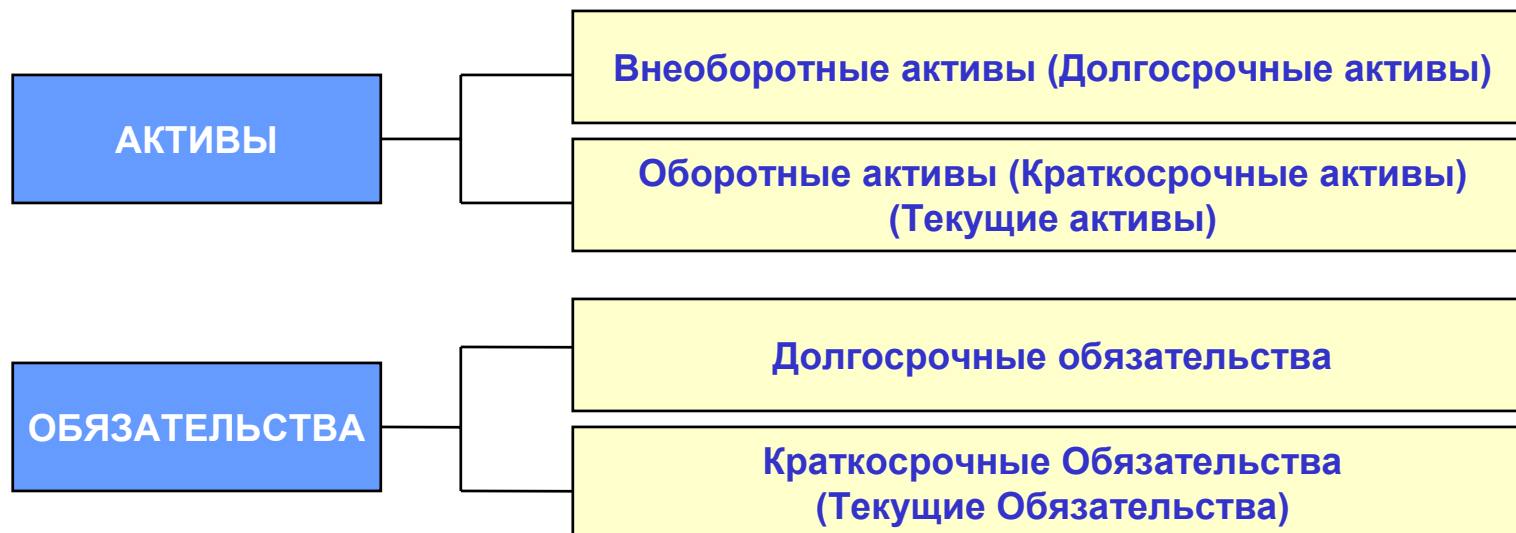 Внеоборотные активы (Долгосрочные активы)
АКТИВЫ
Оборотные активы (Краткосрочные активы)
(Текущие активы)
Долгосрочные обязательства
ОБЯЗАТЕЛЬСТВА
Краткосрочные Обязательства
(Текущие Обязательства)